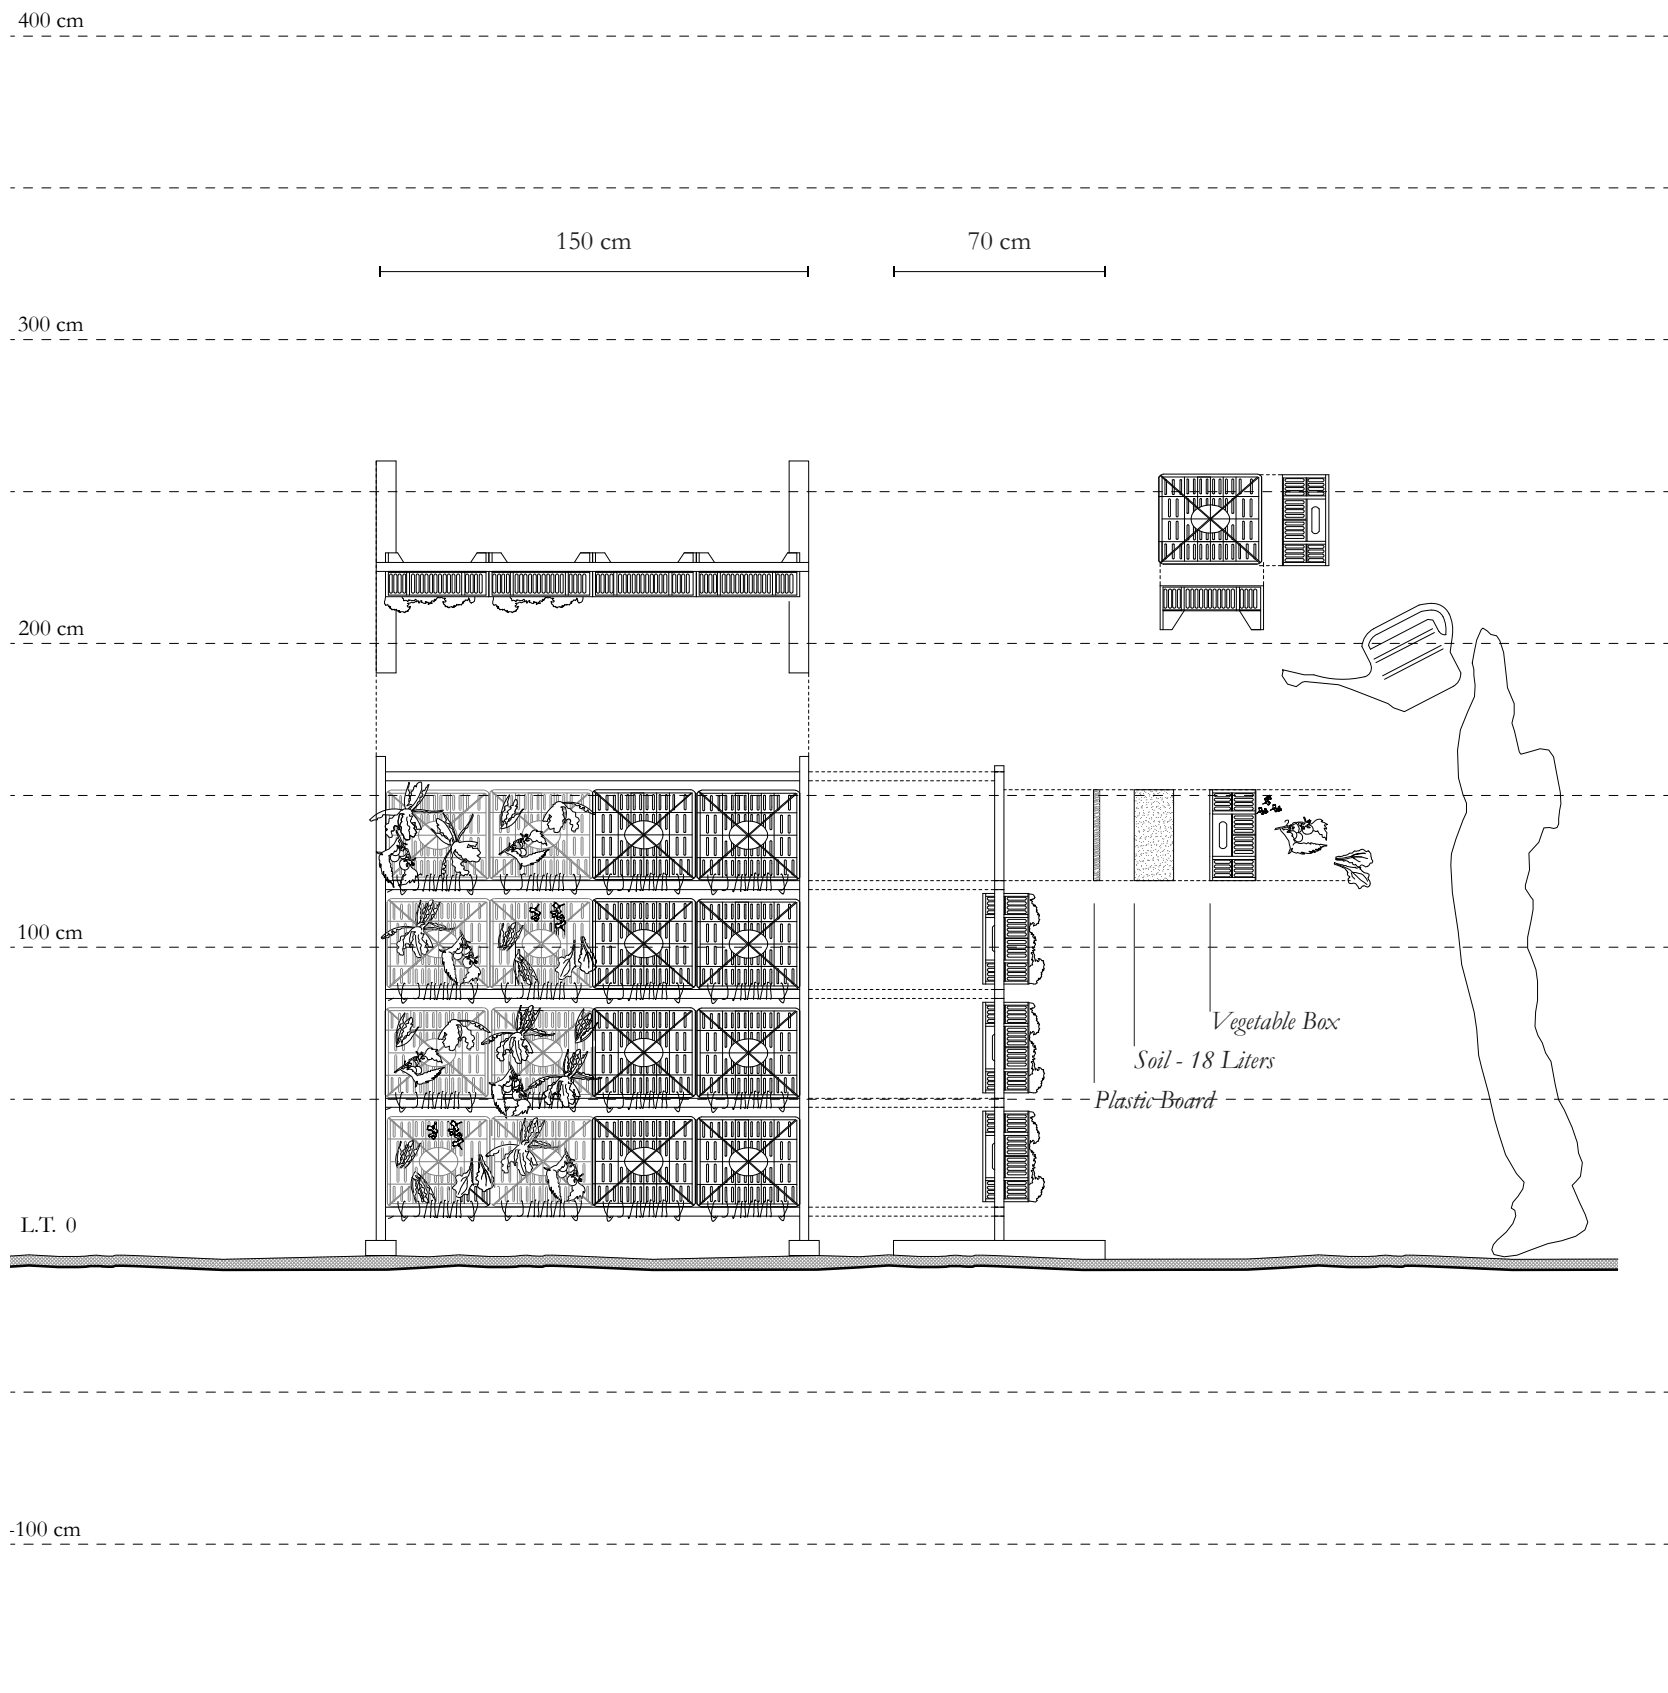 400 cm
150 cm
70 cm
300 cm
200 cm
100 cm
Vegetable Box
Soil - 18 Liters
Plastic Board
L.T. 0
-100 cm